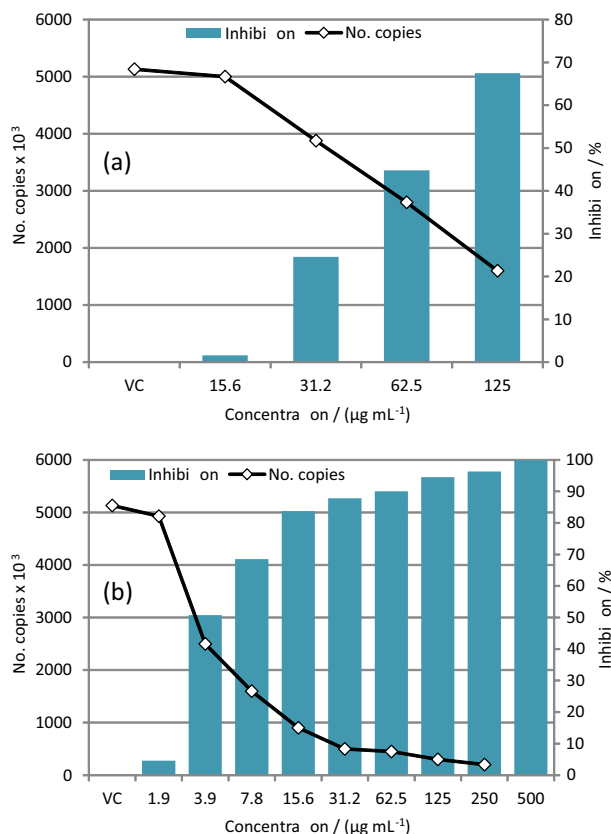 Inhibi on No. copies
6000
5000
4000
3000
2000
1000
0
No. copies x 10⁻³
(a)
80
70
60
50
40
30
20
10
0
Inhibi on / %
VC 15.6 31.2 62.5 125
Concentra on / (µg mL⁻¹)
Inhibi on No. copies
6000
5000
4000
3000
2000
1000
0
No. copies x 10⁻³
(b)
100
90
80
70
60
50
40
30
20
10
0
Inhibi on / %
VC 1.9 3.9 7.8 15.6 31.2 62.5 125 250 500
Concentra on / (µg mL⁻¹)